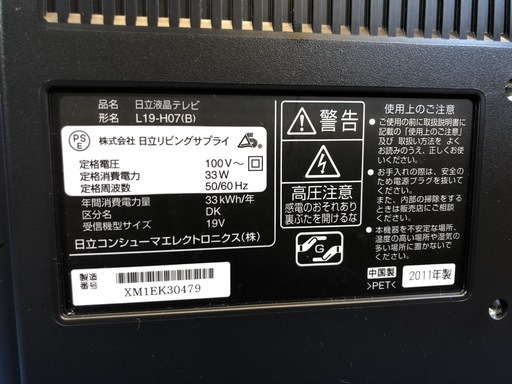 品名 日立液晶テレビ
形名 L19-H07(B)
PS
E
株式会社 日立リビングサプライ
定格電圧 100V～
定格消費電力 33W
定格周波数 50/60Hz
年間消費電力量 33kWh/年
区分名 DK
受信機型サイズ 19V
日立コンシューマエレクトロニクス(株)
製造番号
XM1EK30479
警告
高圧注意
感電のおそれあり
裏ぶたを開けるな
G
使用上のご注意
●ご使用の前に取扱説明書に
記載の「使用上のご注意」
及び 取扱い方法を よく
お読みのうえ、正しくお使い
ください。
●お手入れの際は、安全の
ため電源プラグを抜いて
ください。
また、内部の掃除をする
ときは販売店にご相談
ください。
●本機器を不安定な場所、
温度の高い場所や湿気の
多い場所に置かないで
ください。
中国製
>PET<
2011年製